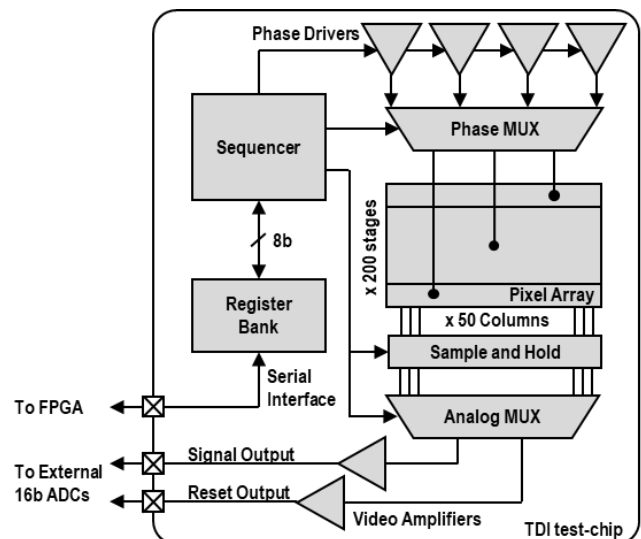 Phase Drivers
Sequencer
Phase MUX
8b
x 200 stages
Register
Bank
Pixel Array
x 50 Columns
Sample and Hold
Serial
Interface
To FPGA
Analog MUX
Signal Output
To External
16b ADCs
Reset Output
Video Amplifiers
TDI test-chip